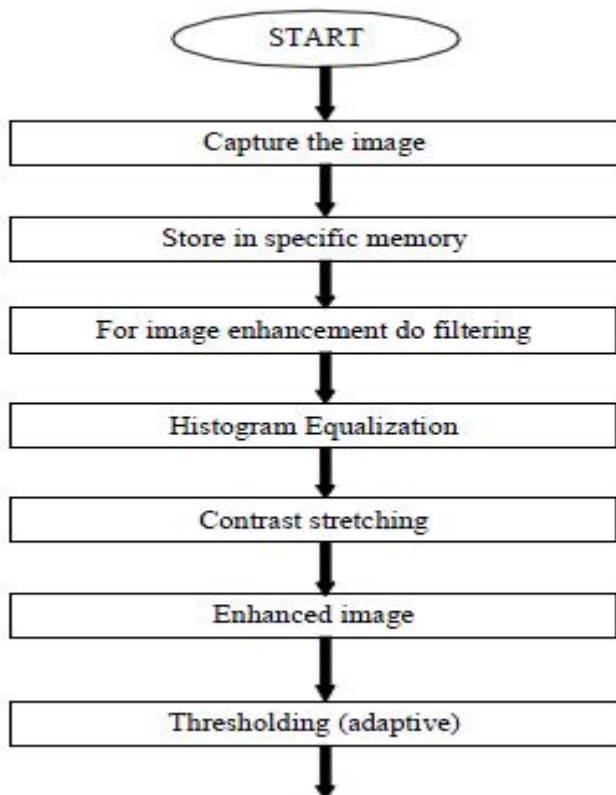 START
Capture the image
Store in specific memory
For image enhancement do filtering
Histogram Equalization
Contrast stretching
Enhanced image
Thresholding (adaptive)